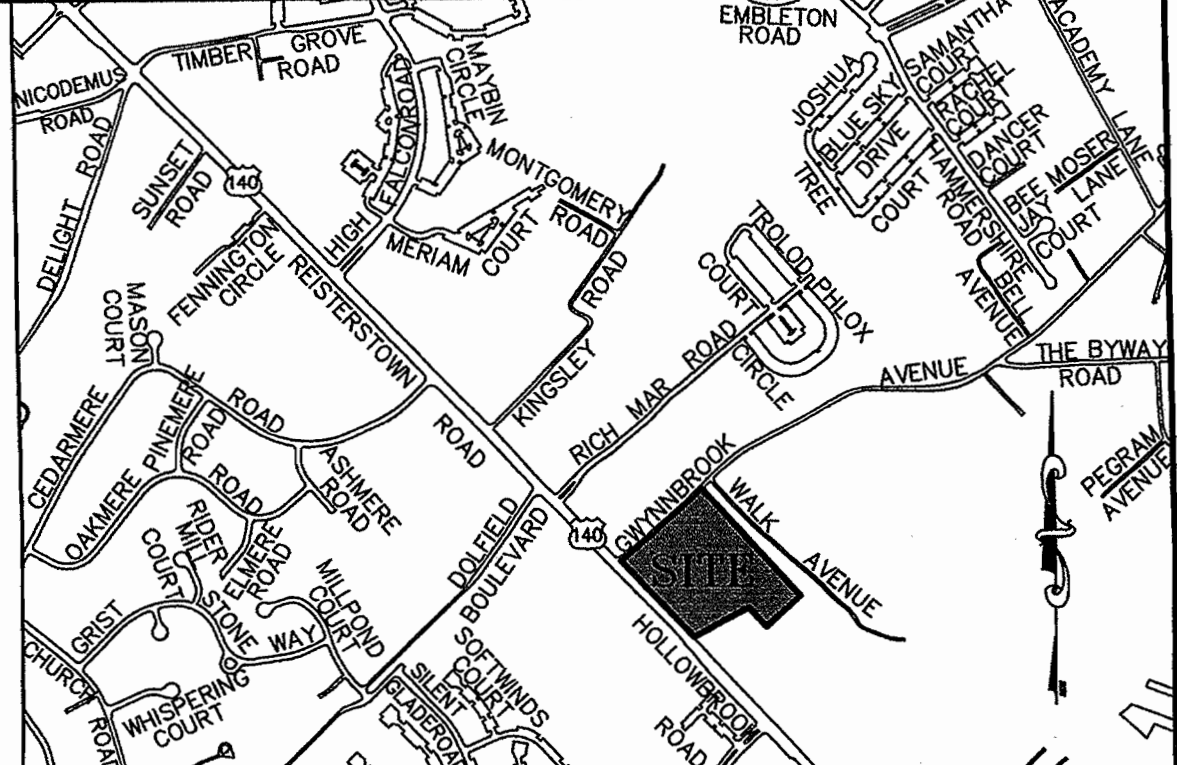 EMBLETON
ROAD
TIMBER GROVE
ROAD
MAYBIN
CIRCLE
NICODEMUS
ROAD
FALCON ROAD
HIGH
SAMANTHA
COURT
ACADEMY LANE
JOSHUA
TREE
COURT
BLUE SKY
DRIVE
RACHEL
COURT
DANCER
COURT
MOSER
LANE
BEE
JAY
COURT
HAMMERSHIRE
ROAD
DELIGHT ROAD
SUNSET
ROAD
140
MONTGOMERY
ROAD
MERIAM
COURT
FENNINGTON
CIRCLE
REISTERSTOWN
ROAD
KINGSLEY ROAD
TROLOD
COURT
PHLOX
CIRCLE
BELL
AVENUE
MASON
COURT
RICH MAR ROAD
GWYNNBROOK AVENUE
THE BYWAY
ROAD
CEDARMERE ROAD
PINEMERE
ROAD
OAKMERE ROAD
ASHMERE
ROAD
PEGRAM
AVENUE
WALK AVENUE
140
SITE
DOLFIELD
BOULEVARD
RIDER
MILL
COURT
ELMERE
ROAD
MILLPOND
COURT
GRIST STONE WAY
CHURCH ROAD
WHISPERING
COURT
SOFTWINDS
COURT
SILENT
GLADE ROAD
HOLLOWBROOK
ROAD